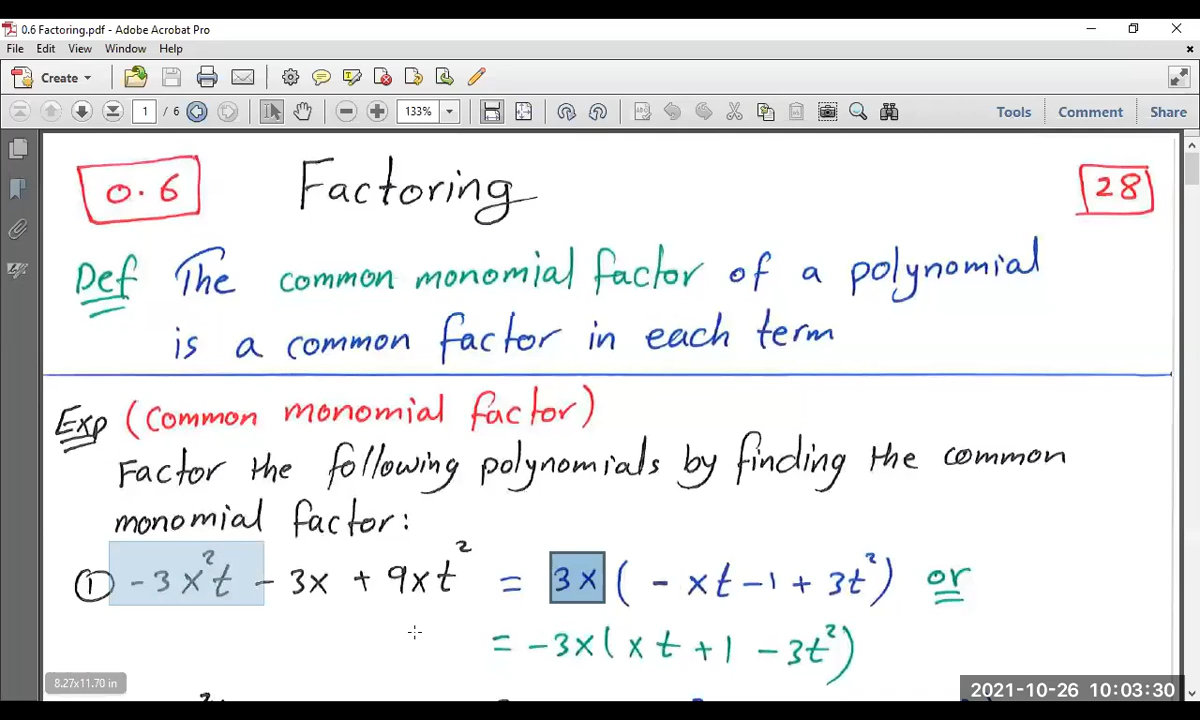 0.6 Factoring.pdf - Adobe Acrobat Pro
File Edit View Window Help
Create
1 / 6 133% Tools Comment Share
0.6 Factoring 28
Def The common monomial factor of a polynomial
is a common factor in each term
Exp (Common monomial factor)
Factor the following polynomials by finding the common
monomial factor:
① -3x²t - 3x + 9xt² = 3x ( - xt - 1 + 3t²) or
= -3x( xt + 1 - 3t²)
8.27x11.70 in
2021-10-26 10:03:30